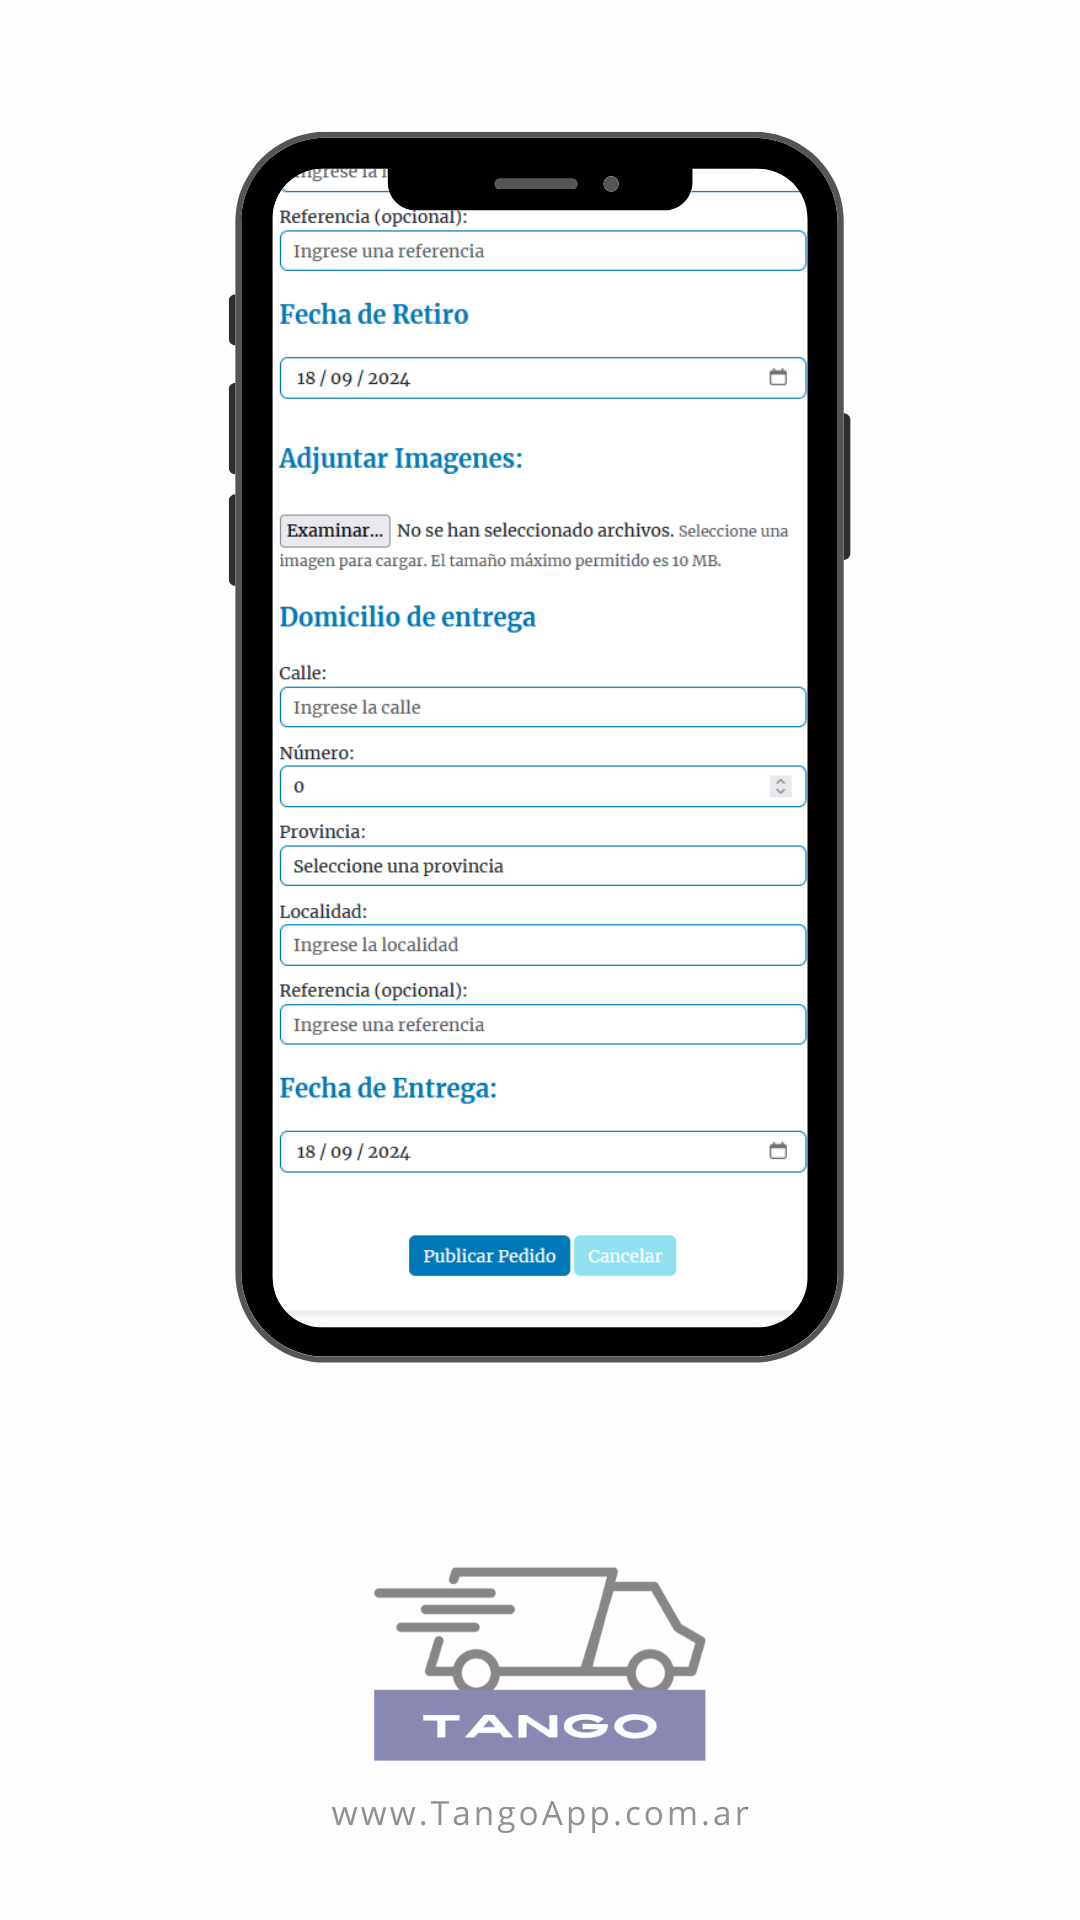 Ingrese la
Referencia (opcional):
Ingrese una referencia
Fecha de Retiro
18 / 09 / 2024
Adjuntar Imagenes:
Examinar... No se han seleccionado archivos. Seleccione una
imagen para cargar. El tamaño máximo permitido es 10 MB.
Domicilio de entrega
Calle:
Ingrese la calle
Número:
0
Provincia:
Seleccione una provincia
Localidad:
Ingrese la localidad
Referencia (opcional):
Ingrese una referencia
Fecha de Entrega:
18 / 09 / 2024
Publicar Pedido Cancelar
TANGO
www.TangoApp.com.ar